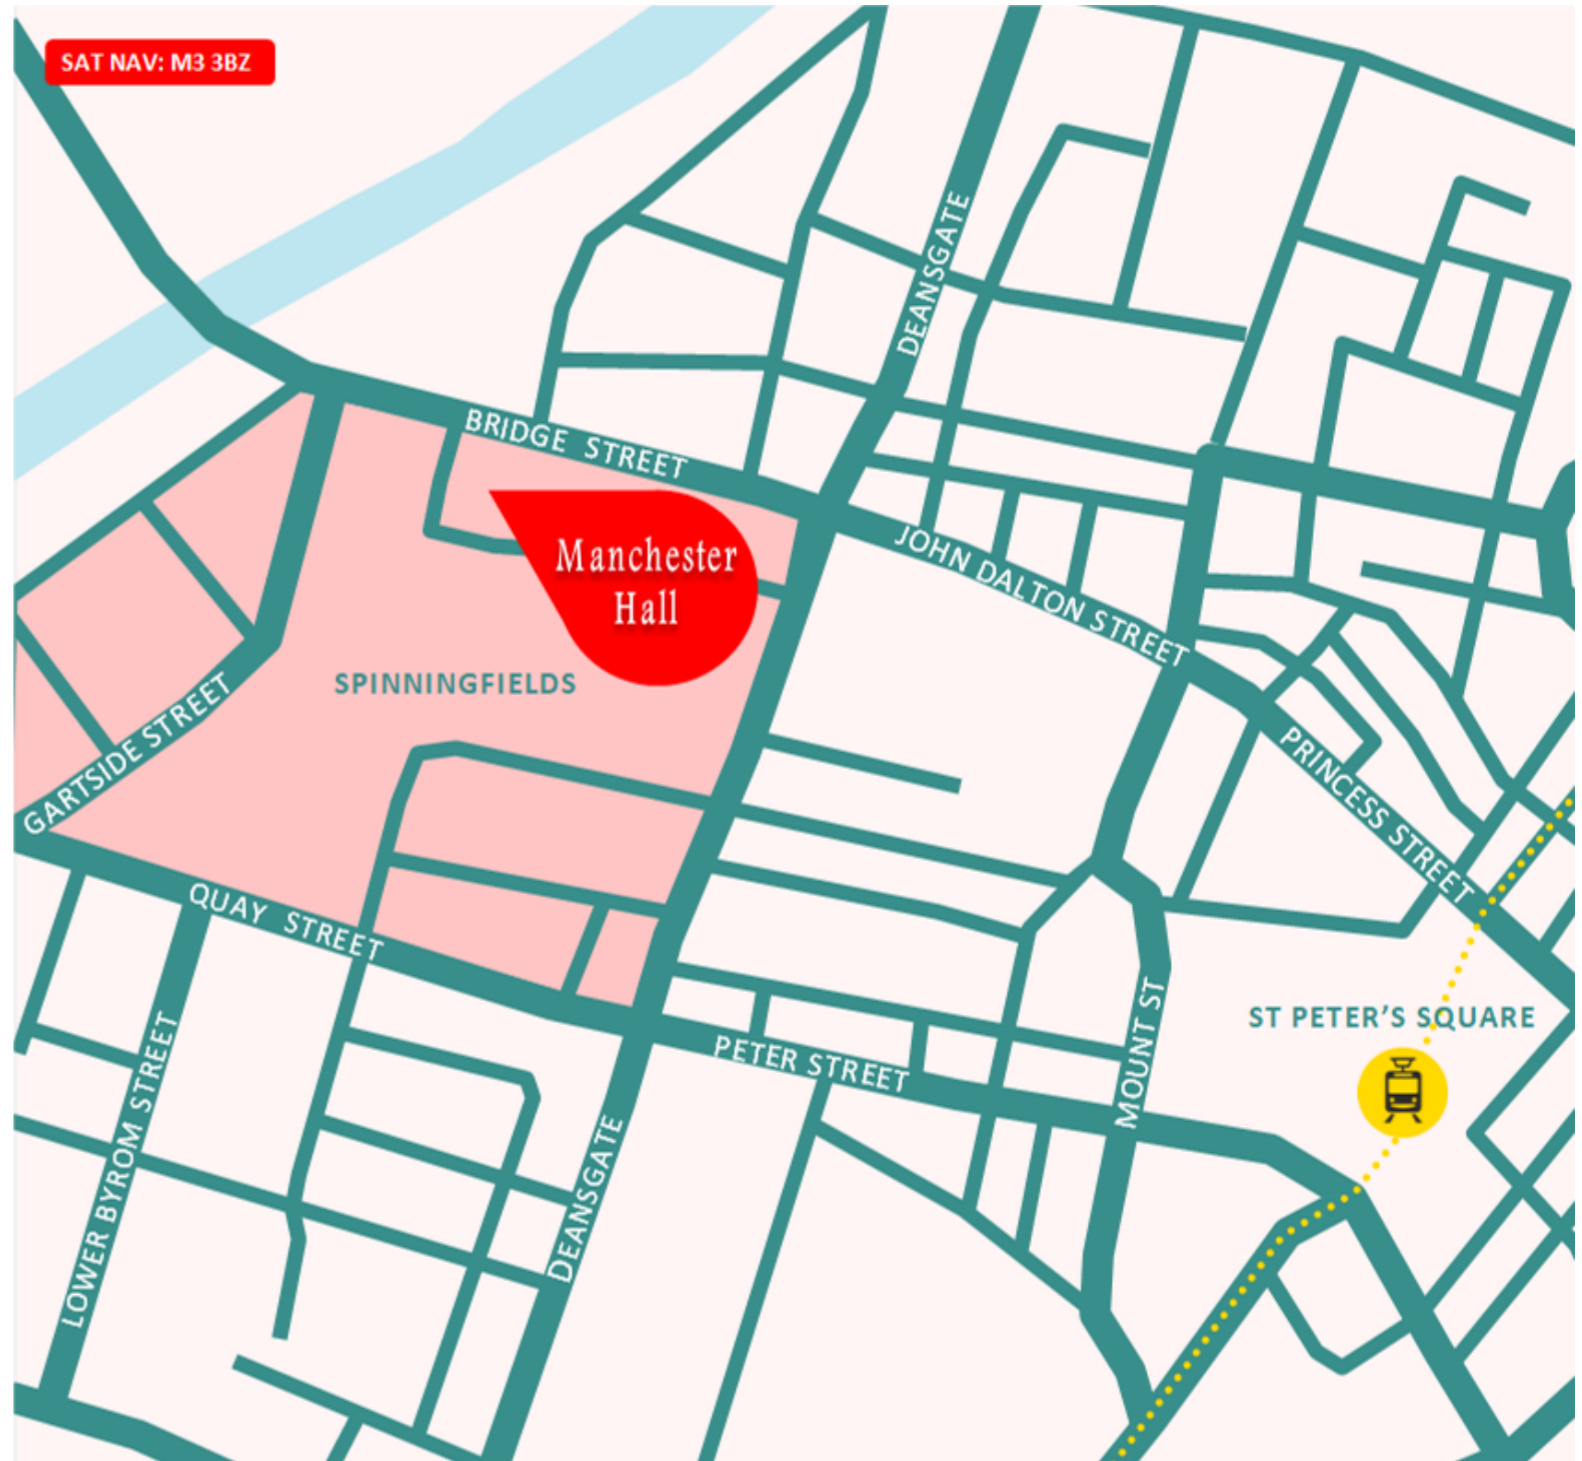 SAT NAV: M3 3BZ
DEANSGATE
BRIDGE STREET
JOHN DALTON STREET
Manchester
Hall
SPINNINGFIELDS
GARTSIDE STREET
PRINCESS STREET
QUAY STREET
ST PETER’S SQUARE
MOUNT ST
PETER STREET
LOWER BYROM STREET
DEANSGATE